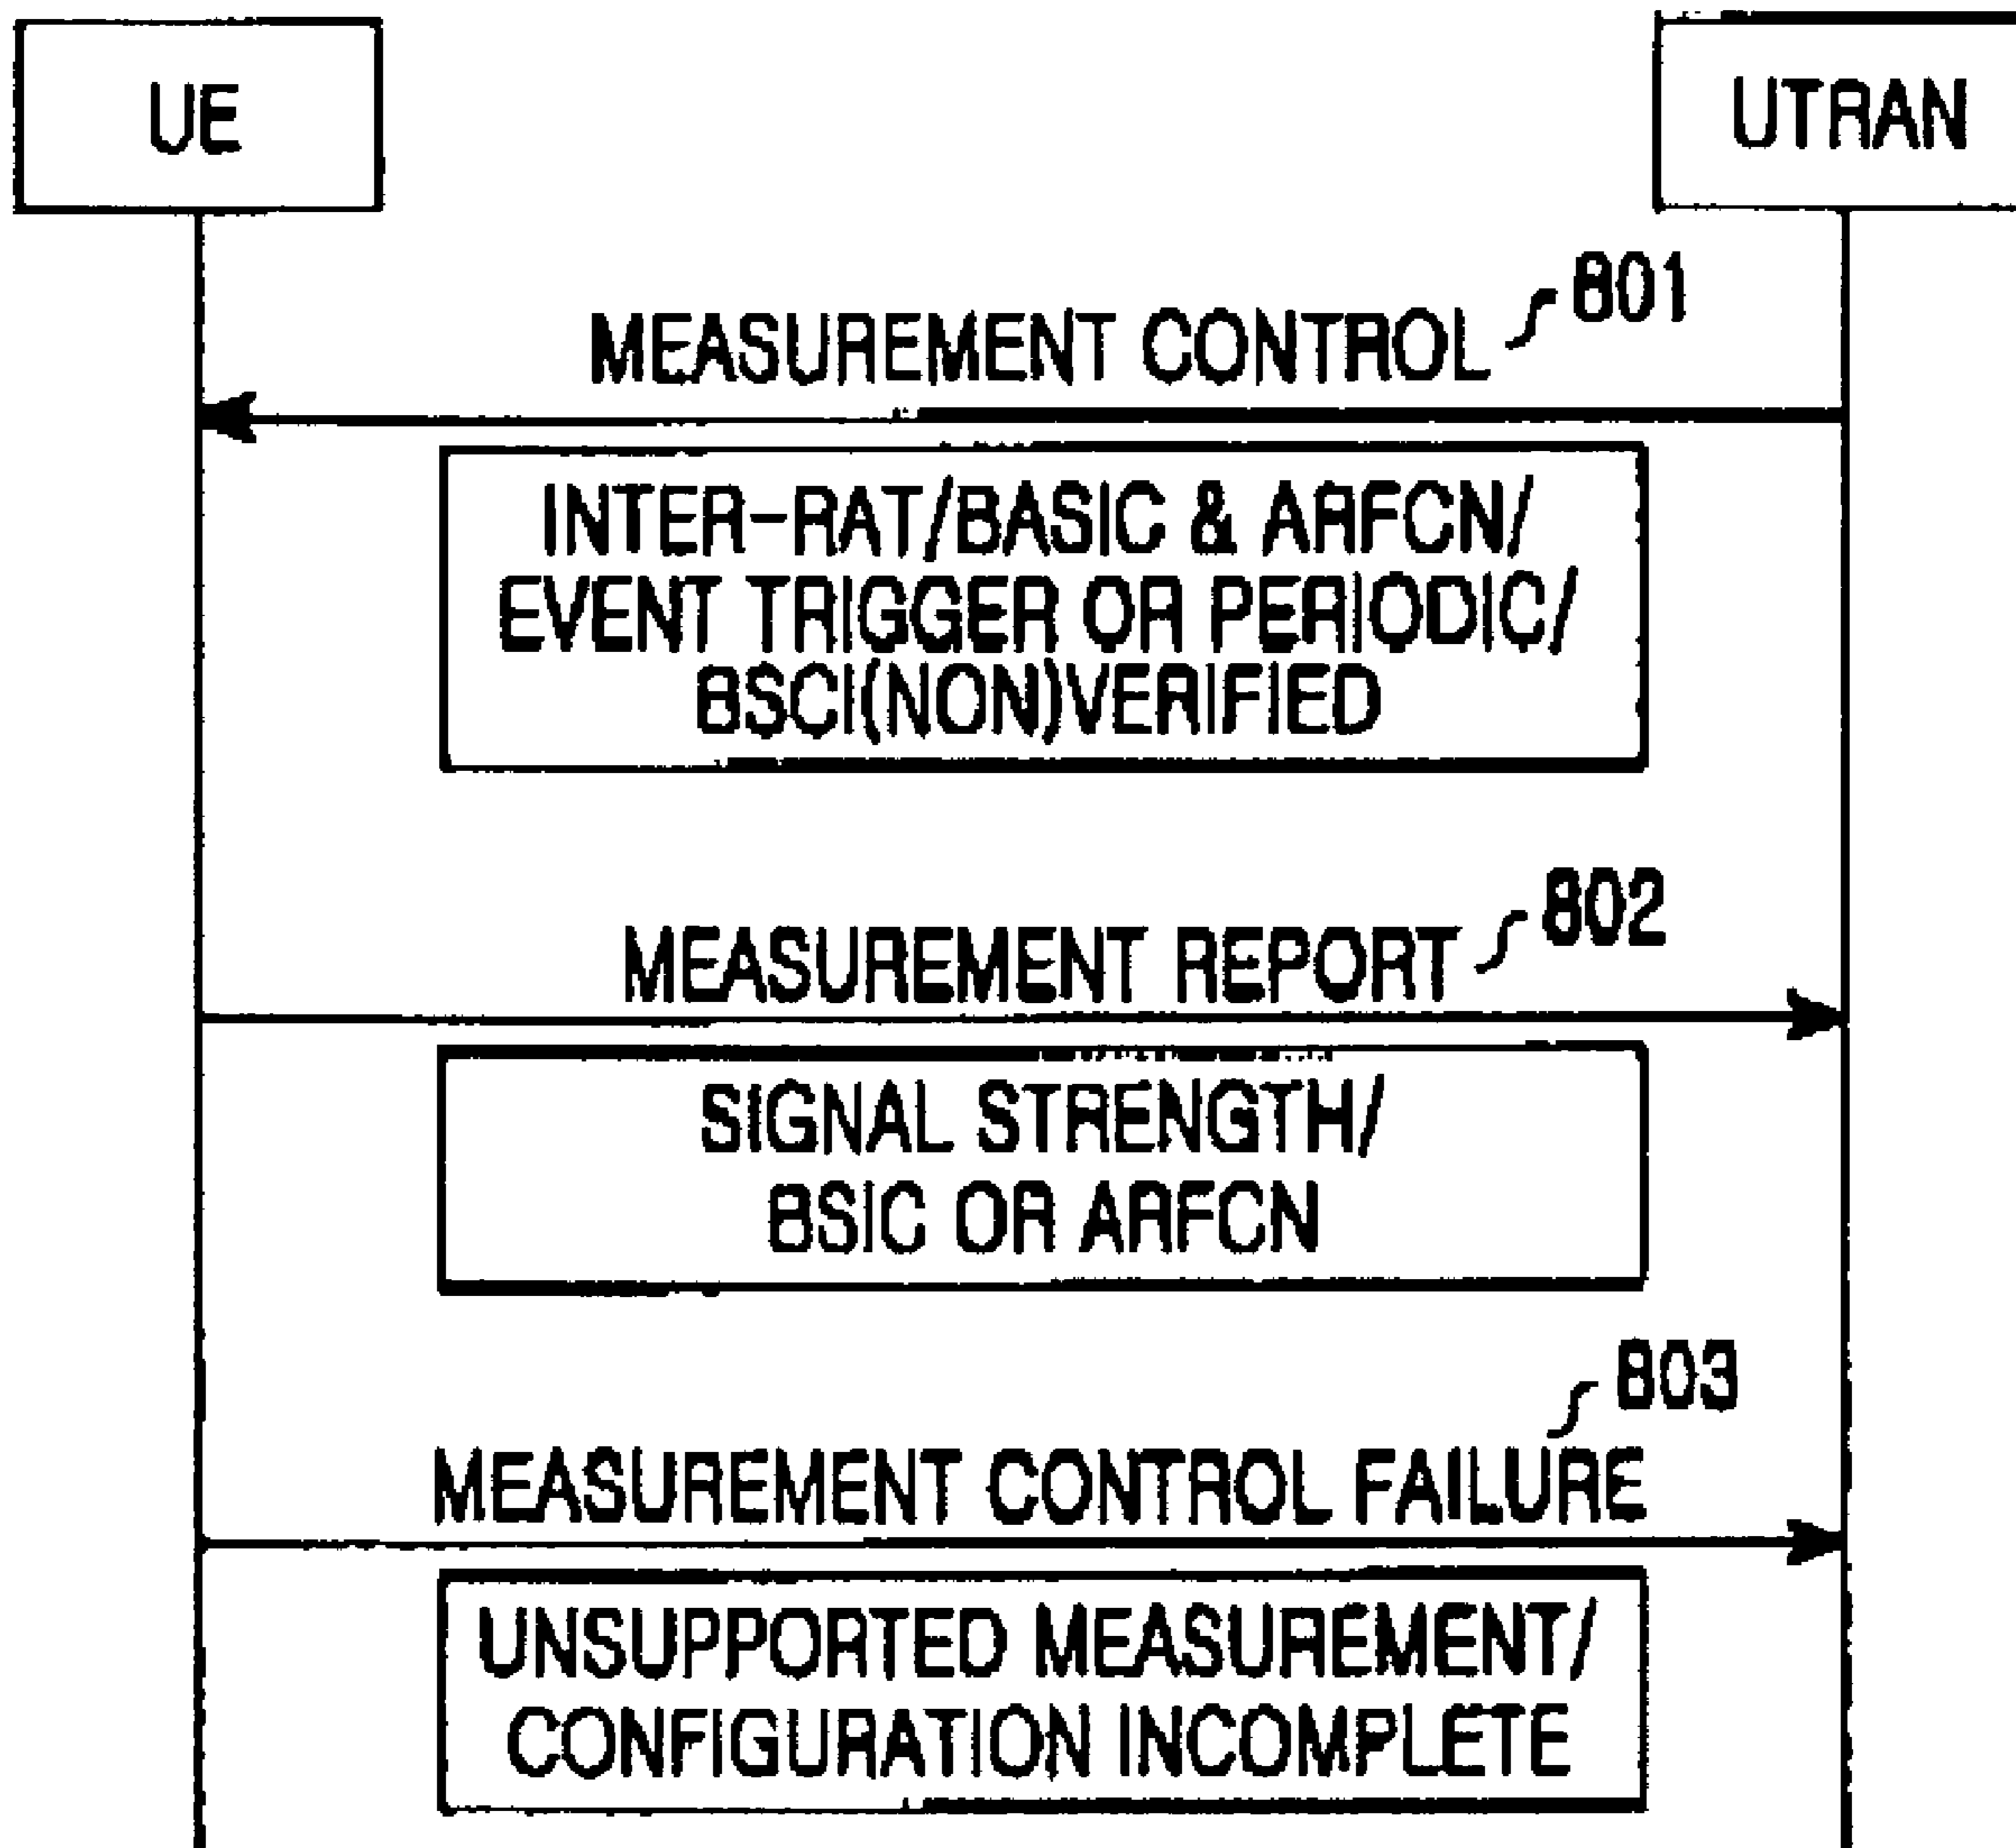 UE
UTRAN
801
MEASUREMENT CONTROL
INTER-RAT/BASIC & ARFCN/
EVENT TRIGGER OR PERIODIC/
BSCI(NON)VERIFIED
802
MEASUREMENT REPORT
SIGNAL STRENGTH/
BSIC OR ARFCN
803
MEASUREMENT CONTROL FAILURE
UNSUPPORTED MEASUREMENT/
CONFIGURATION INCOMPLETE